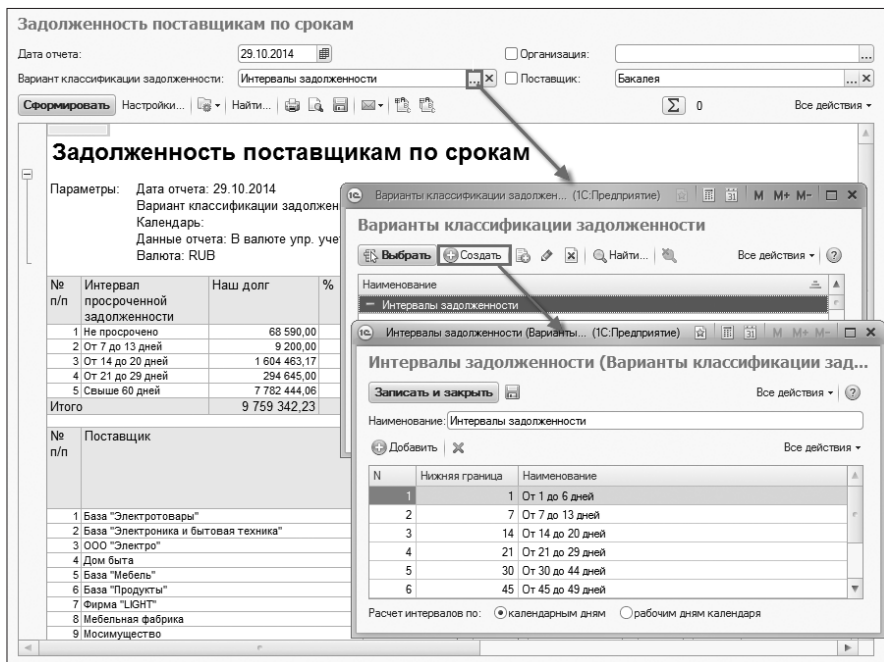 Задолженность поставщикам по срокам
Дата отчета: 29.10.2014 Организация: ...
Вариант классификации задолженности: Интервалы задолженности ... × Поставщик: Бакалея ... ×
Сформировать Настройки... Найти... Σ 0 Все действия
Задолженность поставщикам по срокам
Параметры: Дата отчета: 29.10.2014
Вариант классификации задолжен
Календарь:
Данные отчета: В валюте упр. уче
Валюта: RUB
№ п/п Интервал просроченной задолженности Наш долг %
1 Не просрочено 68 590,00
2 От 7 до 13 дней 9 200,00
3 От 14 до 20 дней 1 604 463,17
4 От 21 до 29 дней 294 645,00
5 Свыше 60 дней 7 782 444,06
Итого 9 759 342,23
№ п/п Поставщик
1 База "Электротовары"
2 База "Электроника и бытовая техника"
3 ООО "Электро"
4 Дом быта
5 База "Мебель"
6 База "Продукты"
7 Фирма "LIGHT"
8 Мебельная фабрика
9 Мосимущество
Варианты классификации задолжен... (1С:Предприятие) 31 M M+ M-
Варианты классификации задолженности
Выбрать Создать Найти... Все действия ?
Наименование
Интервалы задолженности
Интервалы задолженности (Варианты... (1С:Предприятие) 31 M M+ M-
Интервалы задолженности (Варианты классификации зад...
Записать и закрыть Все действия ?
Наименование: Интервалы задолженности
Добавить Все действия
N Нижняя граница Наименование
1 1 От 1 до 6 дней
2 7 От 7 до 13 дней
3 14 От 14 до 20 дней
4 21 От 21 до 29 дней
5 30 От 30 до 44 дней
6 45 От 45 до 49 дней
Расчет интервалов по: календарным дням рабочим дням календаря